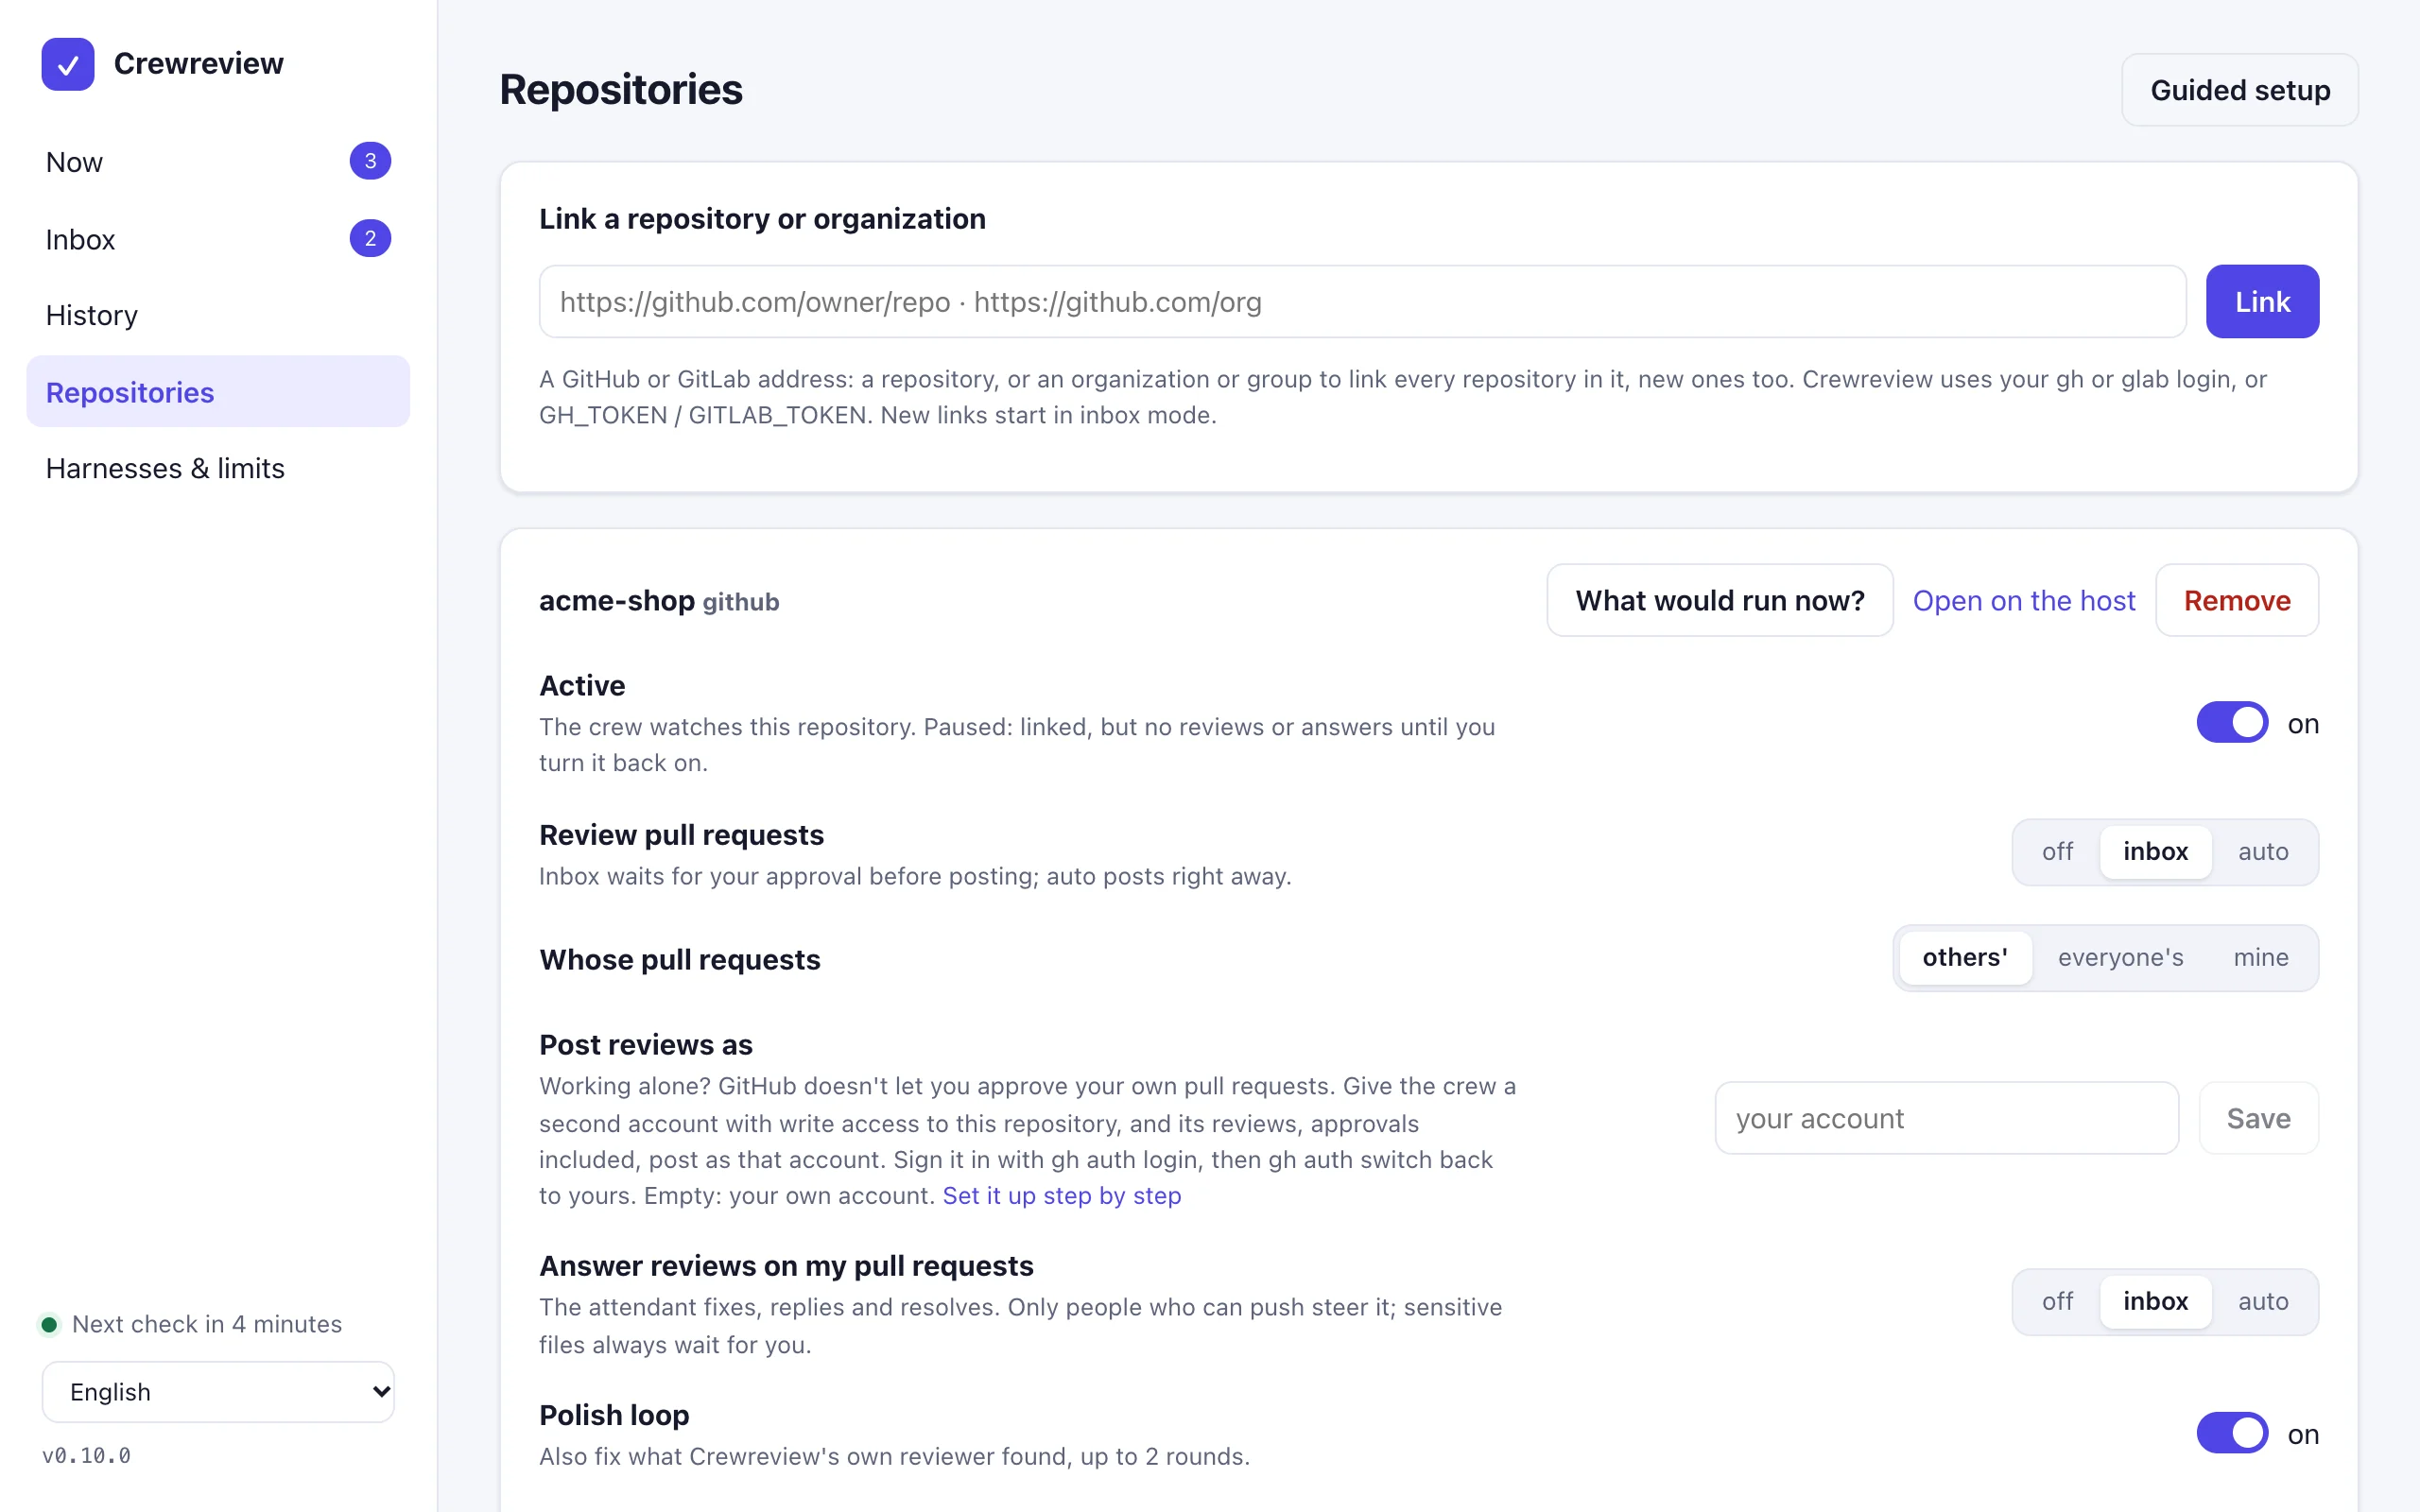 Crewreview
Now 3
Inbox 2
History
Repositories
Harnesses & limits
Next check in 4 minutes
English
v0.10.0
Repositories
Guided setup
Link a repository or organization
https://github.com/owner/repo · https://github.com/org
Link
A GitHub or GitLab address: a repository, or an organization or group to link every repository in it, new ones too. Crewreview uses your gh or glab login, or
GH_TOKEN / GITLAB_TOKEN. New links start in inbox mode.
acme-shop github
What would run now?
Open on the host
Remove
Active
The crew watches this repository. Paused: linked, but no reviews or answers until you
turn it back on.
on
Review pull requests
Inbox waits for your approval before posting; auto posts right away.
off inbox auto
Whose pull requests
others' everyone's mine
Post reviews as
Working alone? GitHub doesn't let you approve your own pull requests. Give the crew a
second account with write access to this repository, and its reviews, approvals
included, post as that account. Sign it in with gh auth login, then gh auth switch back
to yours. Empty: your own account. Set it up step by step
your account
Save
Answer reviews on my pull requests
The attendant fixes, replies and resolves. Only people who can push steer it; sensitive
files always wait for you.
off inbox auto
Polish loop
Also fix what Crewreview's own reviewer found, up to 2 rounds.
on